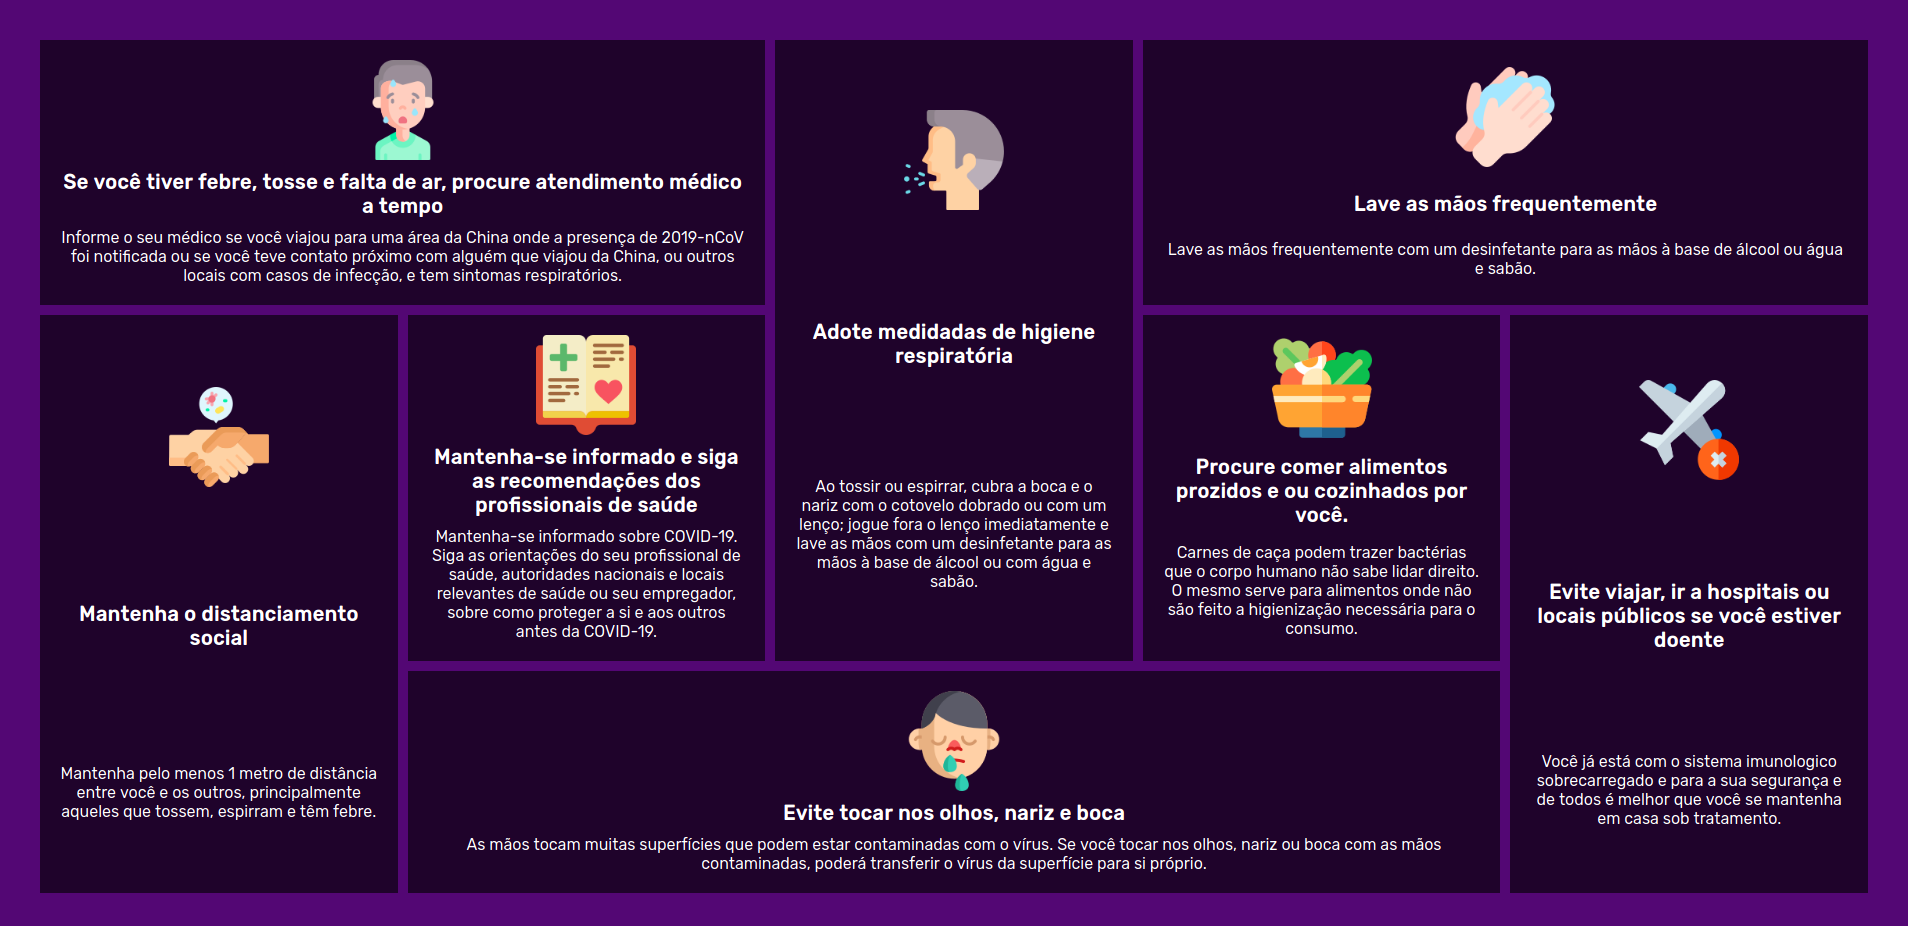 Se você tiver febre, tosse e falta de ar, procure atendimento médico
a tempo
Informe o seu médico se você viajou para uma área da China onde a presença de 2019-nCoV
foi notificada ou se você teve contato próximo com alguém que viajou da China, ou outros
locais com casos de infecção, e tem sintomas respiratórios.
Adote medidadas de higiene
respiratória
Ao tossir ou espirrar, cubra a boca e o
nariz com o cotovelo dobrado ou com um
lenço; jogue fora o lenço imediatamente e
lave as mãos com um desinfetante para as
mãos à base de álcool ou com água e
sabão.
Lave as mãos frequentemente
Lave as mãos frequentemente com um desinfetante para as mãos à base de álcool ou água
e sabão.
Mantenha o distanciamento
social
Mantenha pelo menos 1 metro de distância
entre você e os outros, principalmente
aqueles que tossem, espirram e têm febre.
Mantenha-se informado e siga
as recomendações dos
profissionais de saúde
Mantenha-se informado sobre COVID-19.
Siga as orientações do seu profissional de
saúde, autoridades nacionais e locais
relevantes de saúde ou seu empregador,
sobre como proteger a si e aos outros
antes da COVID-19.
Procure comer alimentos
prozidos e ou cozinhados por
você.
Carnes de caça podem trazer bactérias
que o corpo humano não sabe lidar direito.
O mesmo serve para alimentos onde não
são feito a higienização necessária para o
consumo.
Evite viajar, ir a hospitais ou
locais públicos se você estiver
doente
Você já está com o sistema imunologico
sobrecarregado e para a sua segurança e
de todos é melhor que você se mantenha
em casa sob tratamento.
Evite tocar nos olhos, nariz e boca
As mãos tocam muitas superfícies que podem estar contaminadas com o vírus. Se você tocar nos olhos, nariz ou boca com as mãos
contaminadas, poderá transferir o vírus da superfície para si próprio.